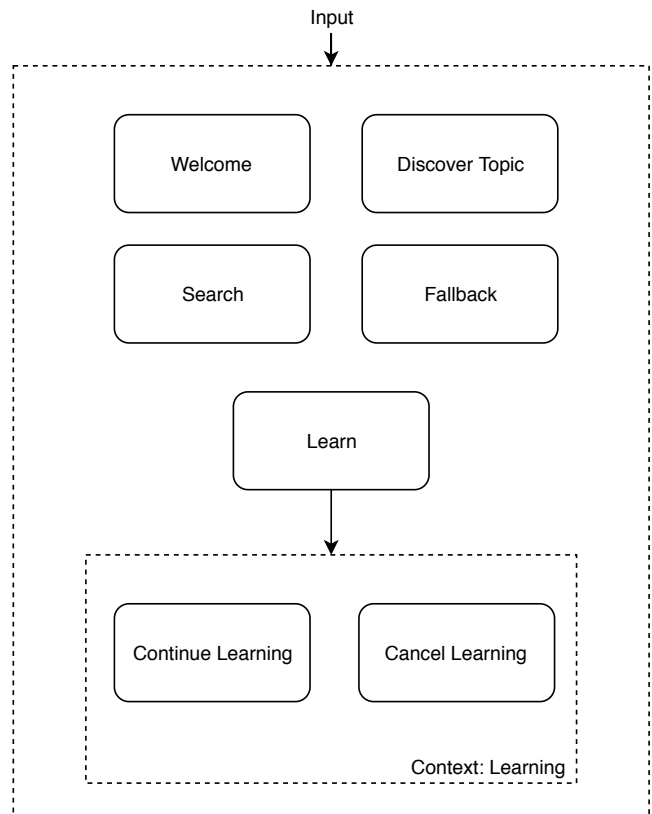 Input
Welcome
Discover Topic
Search
Fallback
Learn
Continue Learning
Cancel Learning
Context: Learning